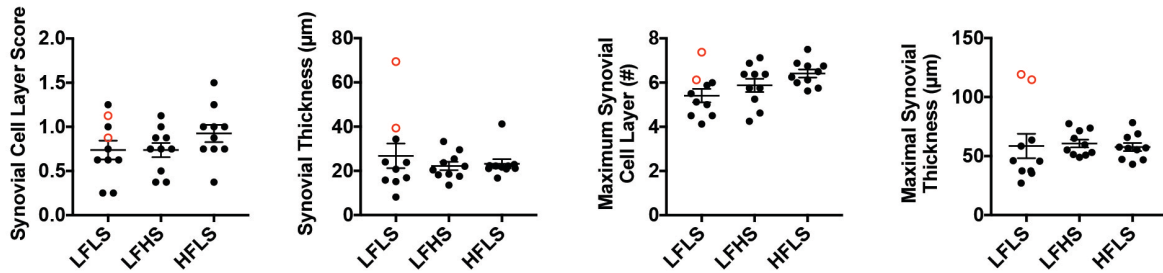 Synovial Cell Layer Score
2.0
1.5
1.0
0.5
0.0
LFLS
LFHS
HFLS
Synovial Thickness (μm)
80
60
40
20
0
LFLS
LFHS
HFLS
Maximum Synovial
Cell Layer (#)
8
6
4
2
0
LFLS
LFHS
HFLS
Maximal Synovial
Thickness (μm)
150
100
50
0
LFLS
LFHS
HFLS